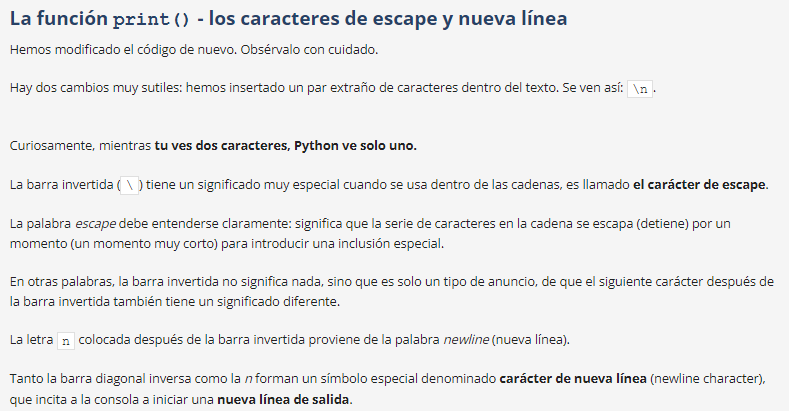 La función print() - los caracteres de escape y nueva línea
Hemos modificado el código de nuevo. Obsérvalo con cuidado.
Hay dos cambios muy sutiles: hemos insertado un par extraño de caracteres dentro del texto. Se ven así: \n .
Curiosamente, mientras tu ves dos caracteres, Python ve solo uno.
La barra invertida ( \ ) tiene un significado muy especial cuando se usa dentro de las cadenas, es llamado el carácter de escape.
La palabra escape debe entenderse claramente: significa que la serie de caracteres en la cadena se escapa (detiene) por un
momento (un momento muy corto) para introducir una inclusión especial.
En otras palabras, la barra invertida no significa nada, sino que es solo un tipo de anuncio, de que el siguiente carácter después de
la barra invertida también tiene un significado diferente.
La letra n colocada después de la barra invertida proviene de la palabra newline (nueva línea).
Tanto la barra diagonal inversa como la n forman un símbolo especial denominado carácter de nueva línea (newline character),
que incita a la consola a iniciar una nueva línea de salida.